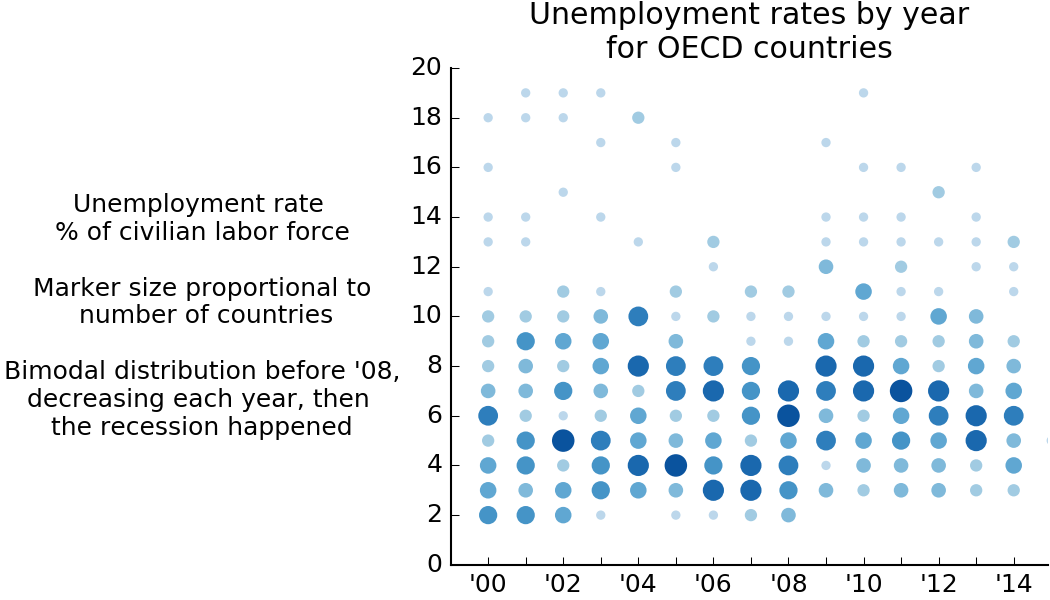 Unemployment rates by year
for OECD countries
Unemployment rate
% of civilian labor force
Marker size proportional to
number of countries
Bimodal distribution before '08,
decreasing each year, then
the recession happened
20
18
16
14
12
10
8
6
4
2
0
'00 '02 '04 '06 '08 '10 '12 '14